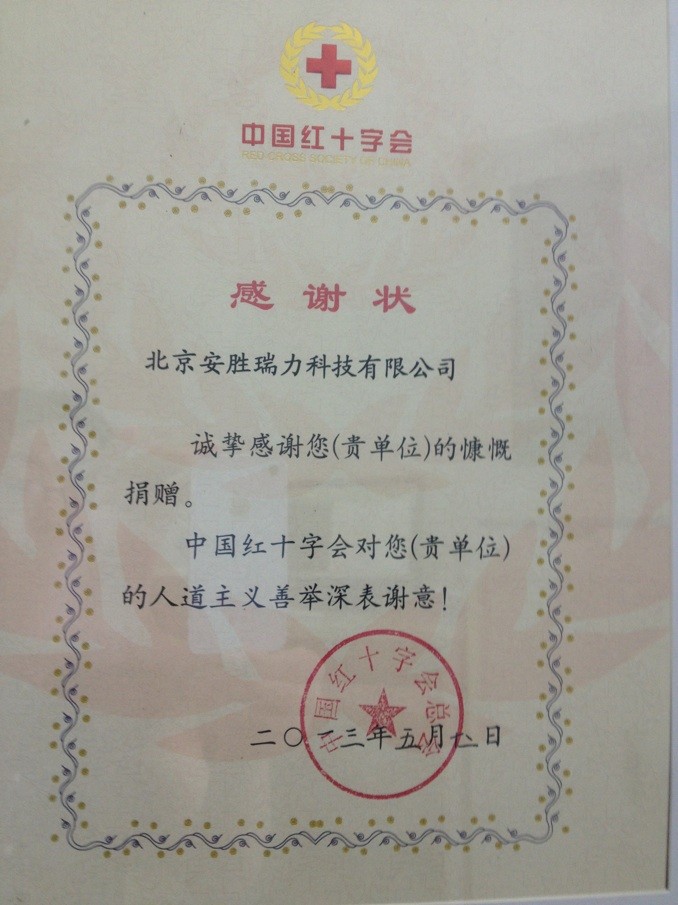 中国红十字会
RED CROSS SOCIETY OF CHINA
感谢状
北京安胜瑞力科技有限公司
诚挚感谢您(贵单位)的慷慨
捐赠。
中国红十字会对您(贵单位)
的人道主义善举深表谢意!
中国红十字会总会
二〇一三年五月 日